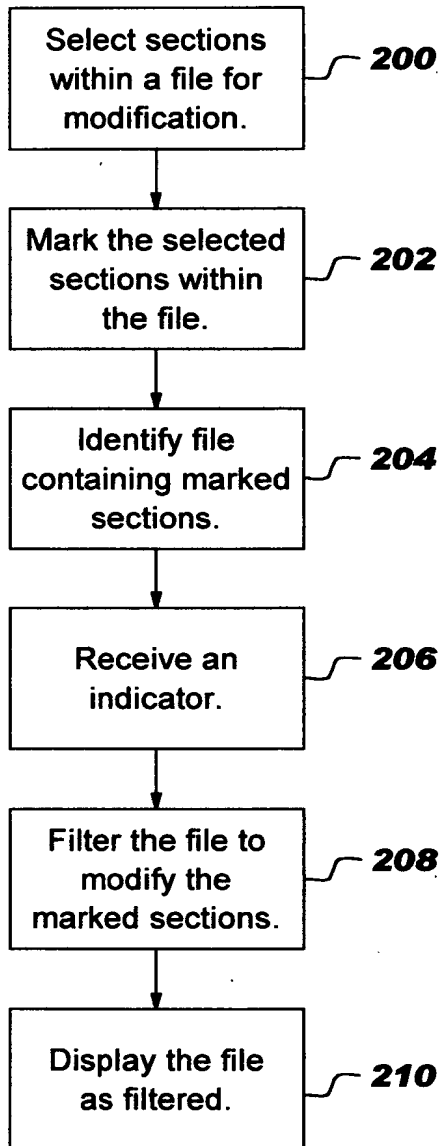 Select sections
within a file for
modification.
200
Mark the selected
sections within
the file.
202
Identify file
containing marked
sections.
204
Receive an
indicator.
206
Filter the file to
modify the
marked sections.
208
Display the file
as filtered.
210